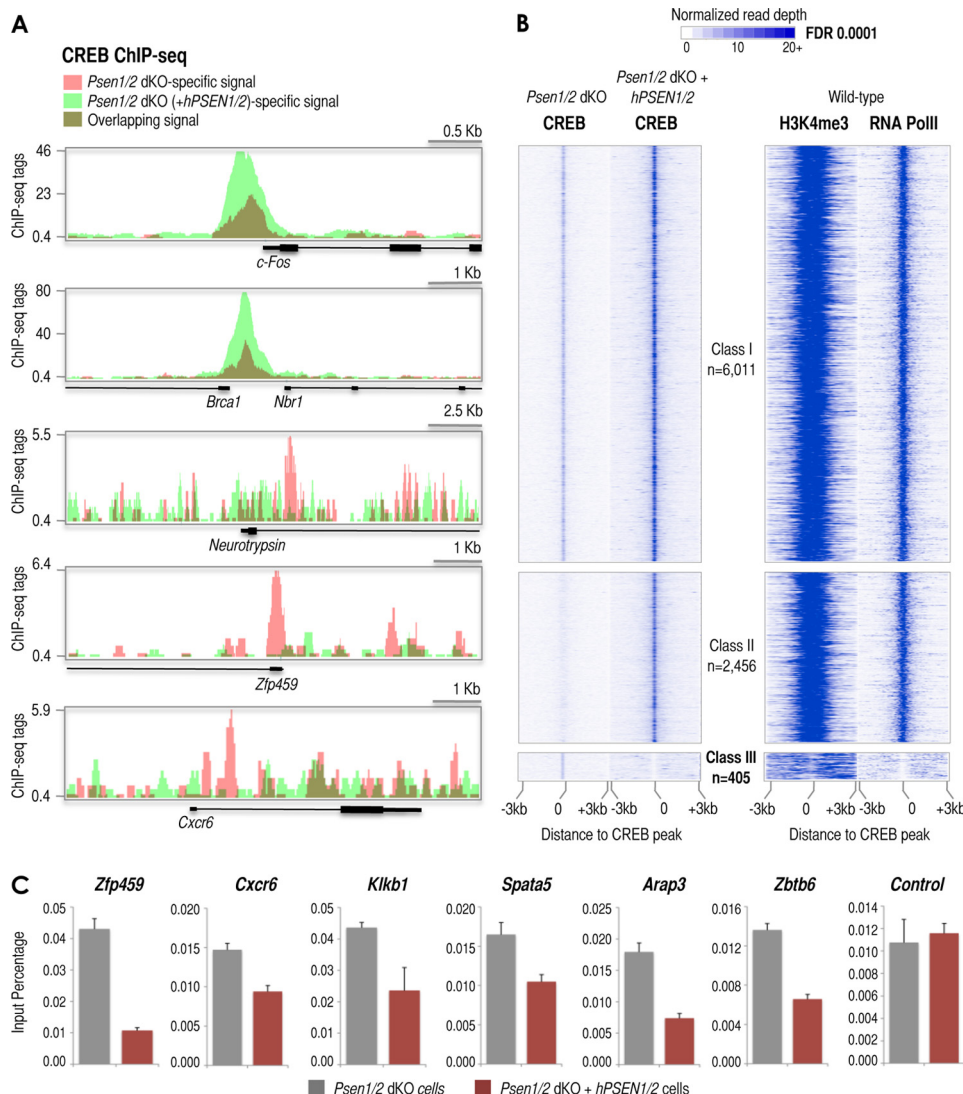 A
CREB ChIP-seq
Psen1/2 dKO-specific signal
Psen1/2 dKO (+hPSEN1/2)-specific signal
Overlapping signal
0.5 Kb
ChIP-seq tags
46
23
0.4
c-Fos
1 Kb
ChIP-seq tags
80
40
0.4
Brca1
Nbr1
2.5 Kb
ChIP-seq tags
5.5
0.4
Neurotrypsin
1 Kb
ChIP-seq tags
6.4
0.4
Zfp459
1 Kb
ChIP-seq tags
5.9
0.4
Cxcr6
B
Normalized read depth
FDR 0.0001
0 10 20+
Psen1/2 dKO
CREB
Psen1/2 dKO +
hPSEN1/2
CREB
Wild-type
H3K4me3 RNA PolII
Class I
n=6,011
Class II
n=2,456
Class III
n=405
-3kb 0 +3kb -3kb 0 +3kb
Distance to CREB peak
-3kb 0 +3kb -3kb 0 +3kb
Distance to CREB peak
C
Input Percentage
Zfp459
0.05
0.04
0.03
0.02
0.01
0.00
Cxcr6
0.020
0.015
0.010
0.005
0.000
Klkb1
0.05
0.04
0.03
0.02
0.01
0.00
Spata5
0.020
0.015
0.010
0.005
0.000
Arap3
0.025
0.020
0.015
0.010
0.005
0.000
Zbtb6
0.016
0.012
0.008
0.004
0.000
Control
0.014
0.012
0.010
0.008
0.006
0.004
0.002
0.000
Psen1/2 dKO cells
Psen1/2 dKO + hPSEN1/2 cells